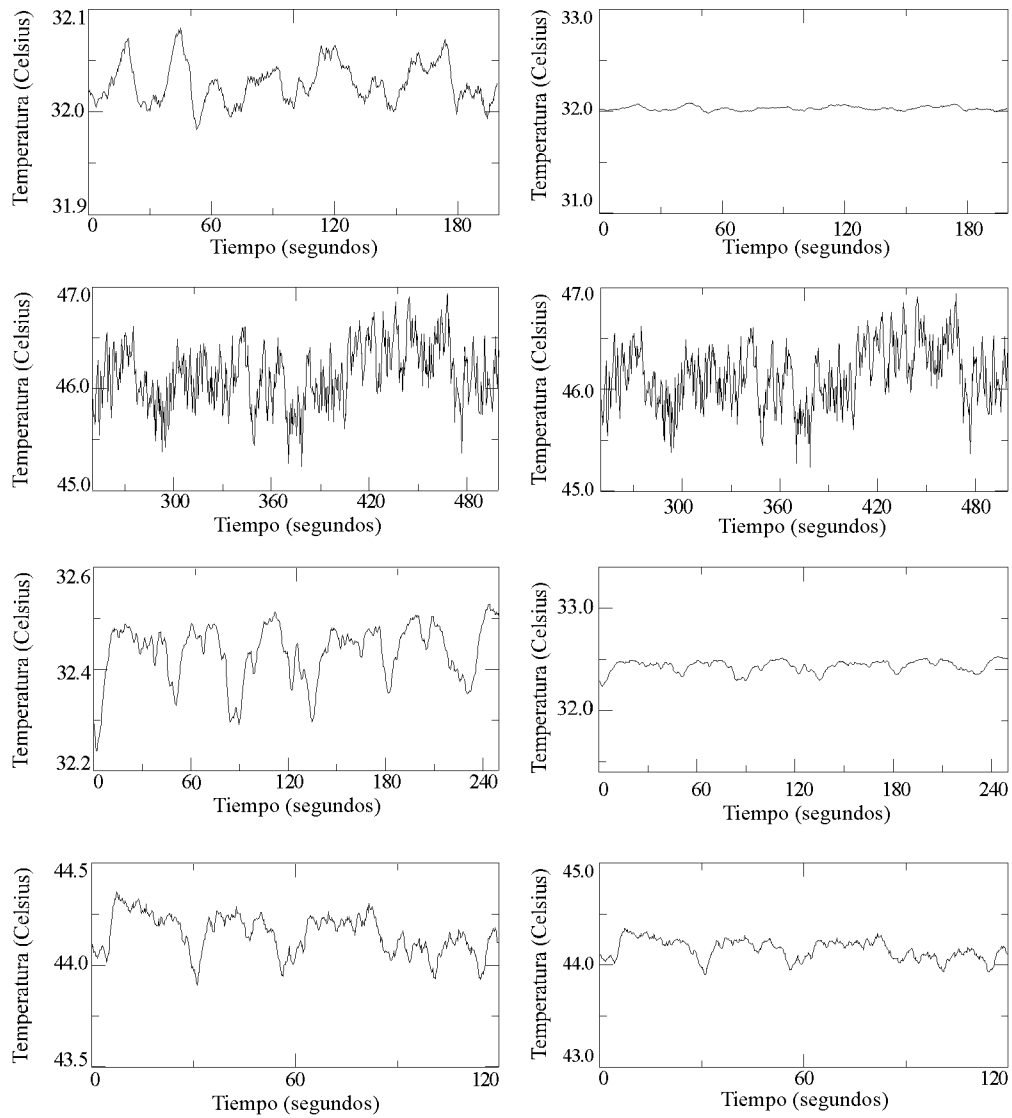 Temperatura (Celsius)
32.1
32.0
31.9
0 60 120 180
Tiempo (segundos)
Temperatura (Celsius)
33.0
32.0
31.0
0 60 120 180
Tiempo (segundos)
Temperatura (Celsius)
47.0
46.0
45.0
300 360 420 480
Tiempo (segundos)
Temperatura (Celsius)
47.0
46.0
45.0
300 360 420 480
Tiempo (segundos)
Temperatura (Celsius)
32.6
32.4
32.2
0 60 120 180 240
Tiempo (segundos)
Temperatura (Celsius)
33.0
32.0
0 60 120 180 240
Tiempo (segundos)
Temperatura (Celsius)
44.5
44.0
43.5
0 60 120
Tiempo (segundos)
Temperatura (Celsius)
45.0
44.0
43.0
0 60 120
Tiempo (segundos)